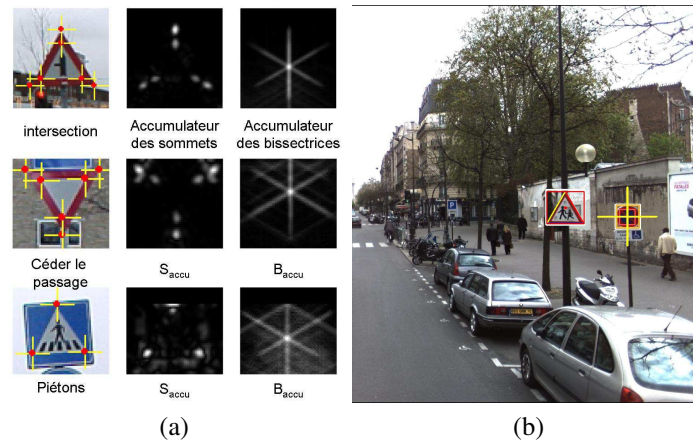 intersection
Accumulateur
des sommets
Accumulateur
des bissectrices
Céder le
passage
S_accu
B_accu
Piétons
S_accu
B_accu
(a)
(b)
P